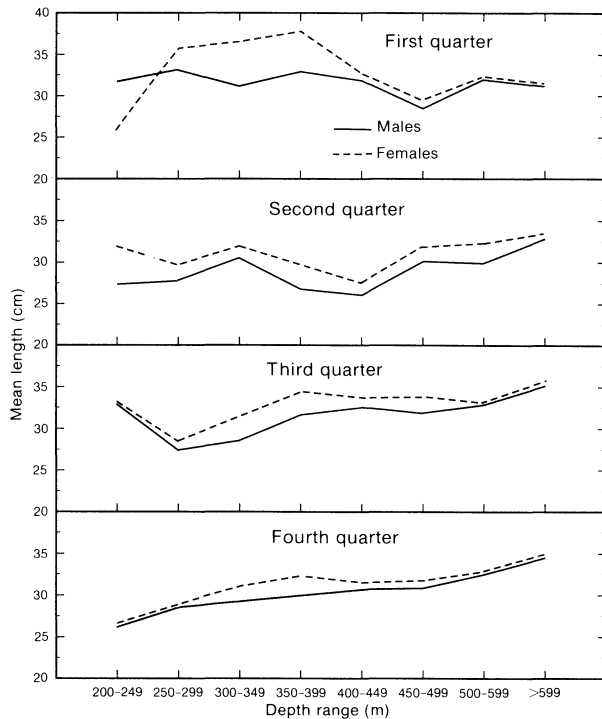 40
First quarter
35
30
Males
25
Females
20
Second quarter
35
30
25
20
Third quarter
35
30
25
20
Fourth quarter
35
30
25
20
Mean length (cm)
200-249 250-299 300-349 350-399 400-449 450-499 500-599 >599
Depth range (m)